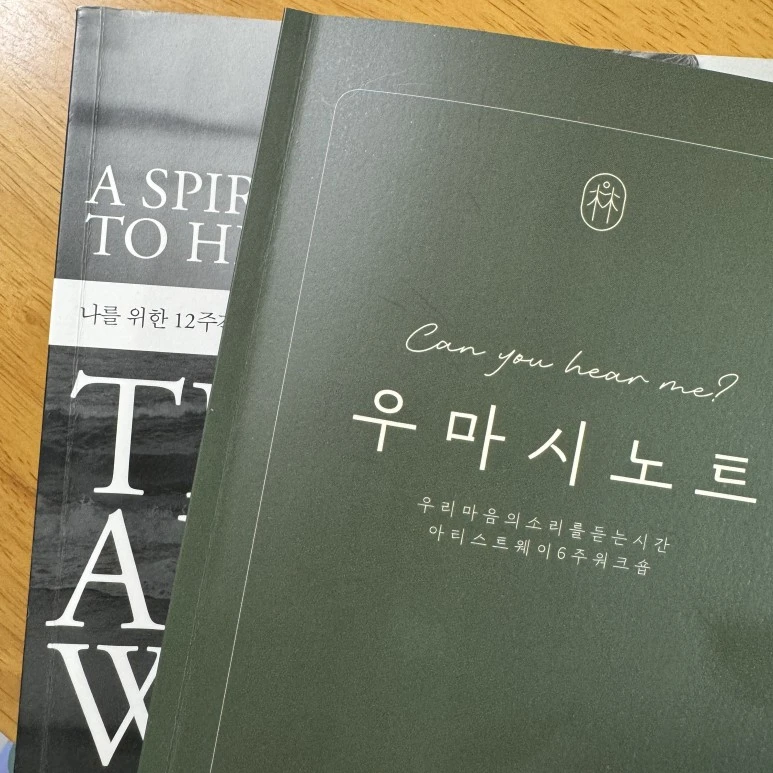 A SPIR
TO H
나를 위한 12주
T
A
W
Can you hear me?
우마시노트
우리마음의소리를듣는시간
아티스트웨이6주워크숍